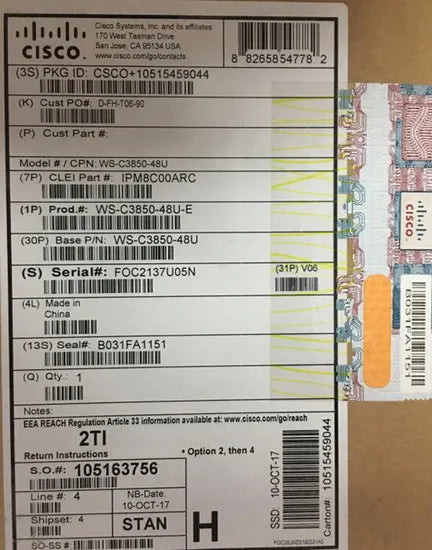 CISCO
Cisco Systems, Inc. and its affiliates
170 West Tasman Drive
San Jose, CA 95134 USA
www.cisco.com/go/contacts
8 82658 54778 2
(3S) PKG ID: CSCO+10515459044
(K) Cust PO#: D-FH-T06-90
(P) Cust Part#:
Model # / CPN: WS-C3850-48U
(7P) CLEI Part #: IPM8C00ARC
(1P) Prod.#: WS-C3850-48U-E
(30P) Base P/N: WS-C3850-48U
(S) Serial#: FOC2137U05N
(31P) V06
(4L) Made in
China
(13S) Seal#: B031FA1151
(Q) Qty.: 1
Notes:
EEA REACH Regulation Article 33 information available at: www.cisco.com/go/reach
2TI
Return Instructions
• Option 2, then 4
S.O.#: 105163756
Line #: 4
NB-Date:
10-OCT-17
Shipset: 4
STAN
SO-SS #
H
SSD: 10-OCT-17
Carton#: 10515459044
CISCO
B031FA1151